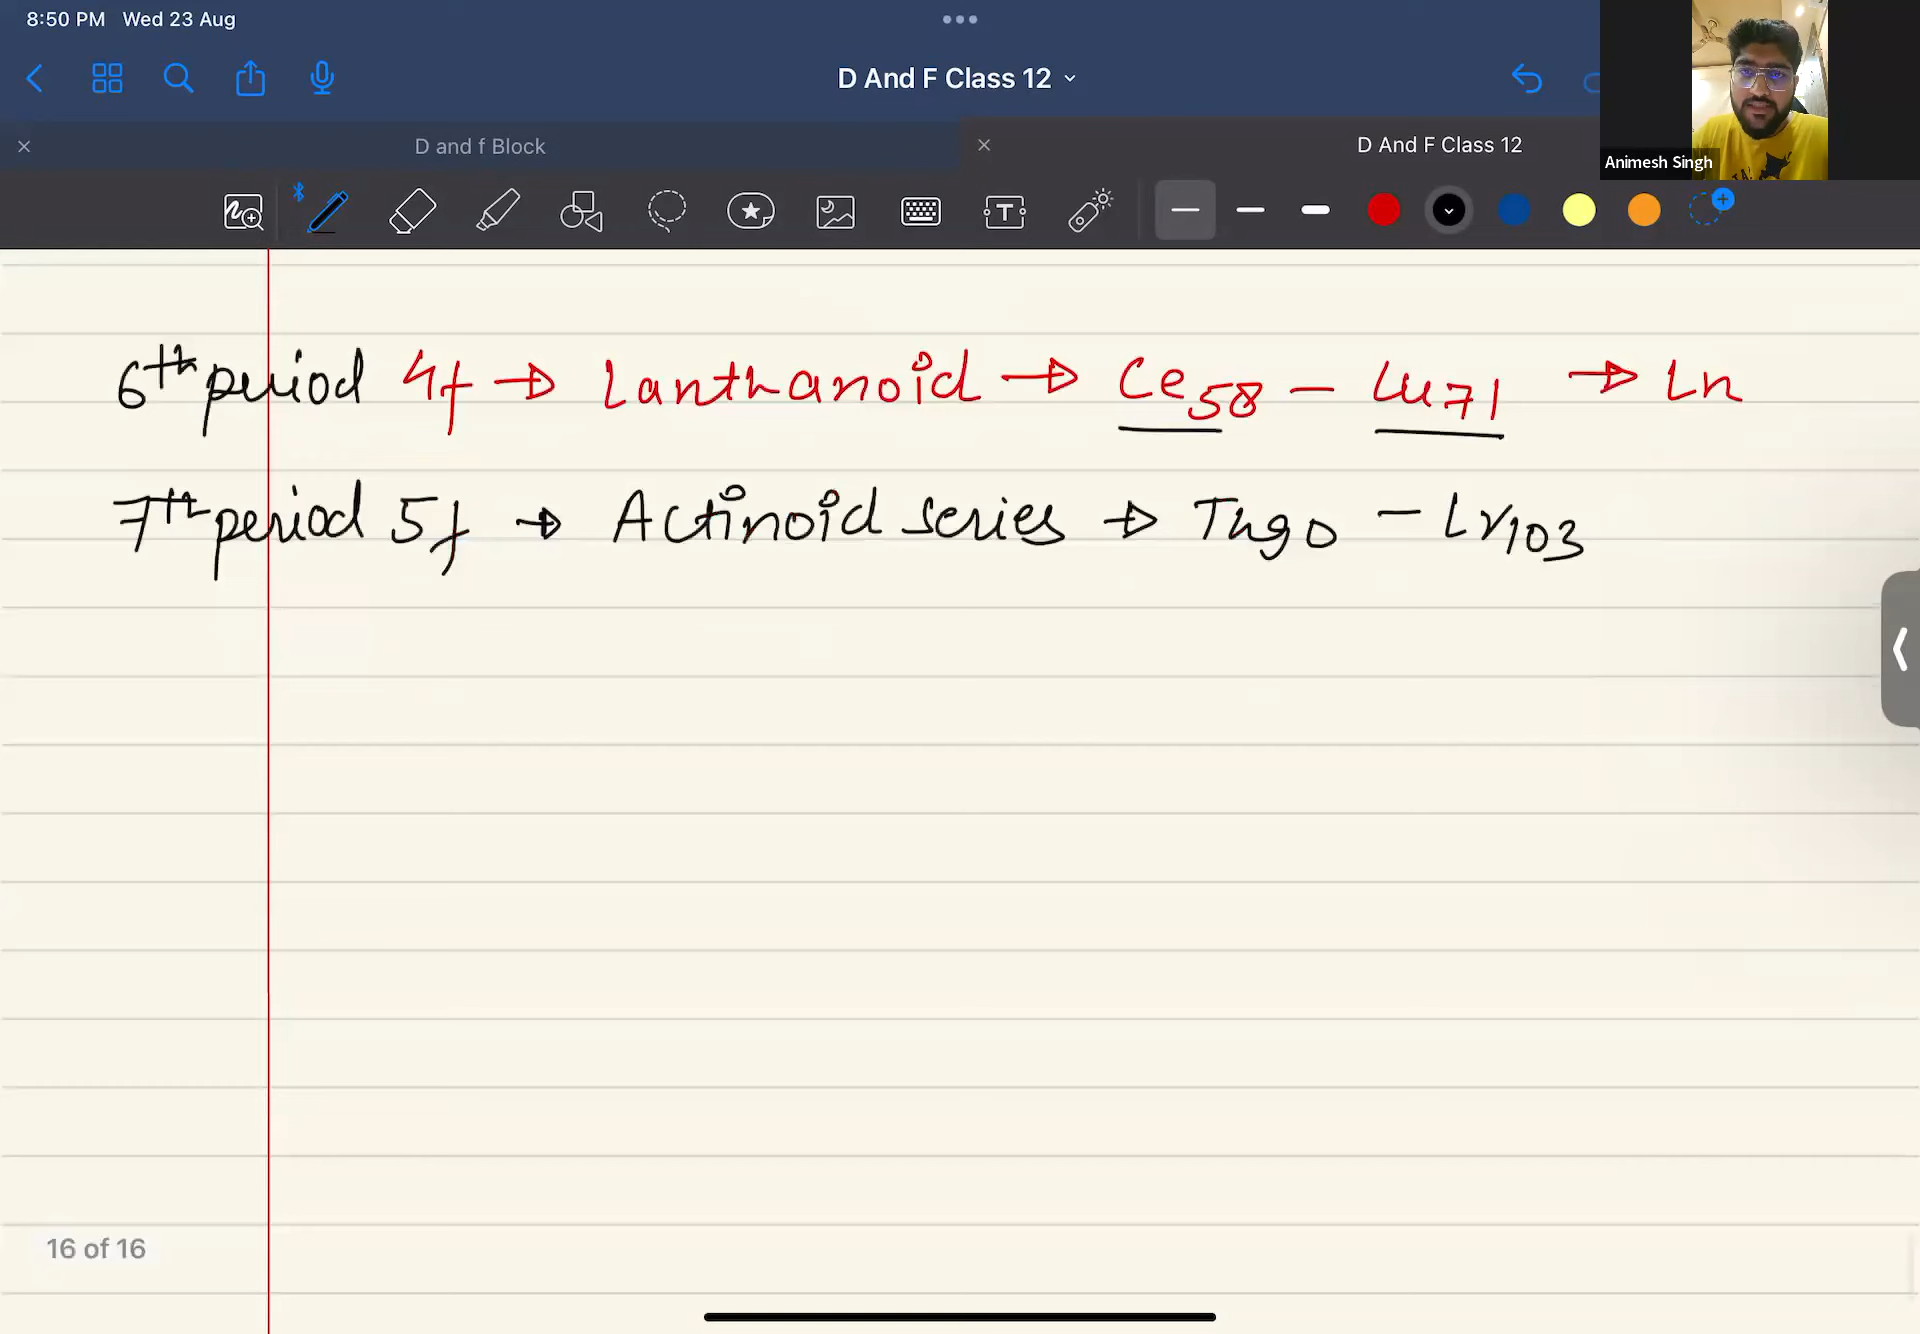 8:50 PM Wed 23 Aug
D And F Class 12
D and f Block
D And F Class 12
Animesh Singh
T
6th period 4f → Lanthanoid → Ce58 - Lu71 → Ln
7th period 5f → Actinoid series → Th90 - Lr103
16 of 16